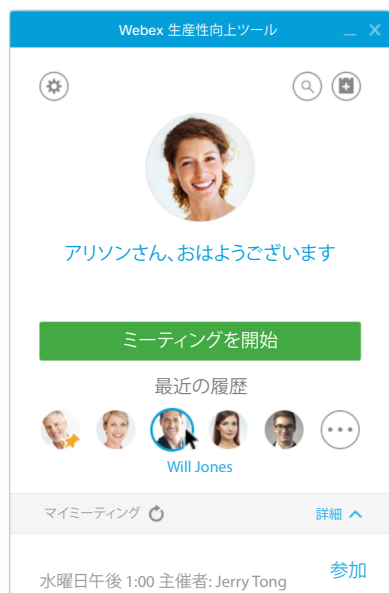 Webex 生産性向上ツール
アリソンさん、おはようございます
ミーティングを開始
最近の履歴
Will Jones
マイミーティング 詳細
水曜日午後 1:00 主催者: Jerry Tong 参加